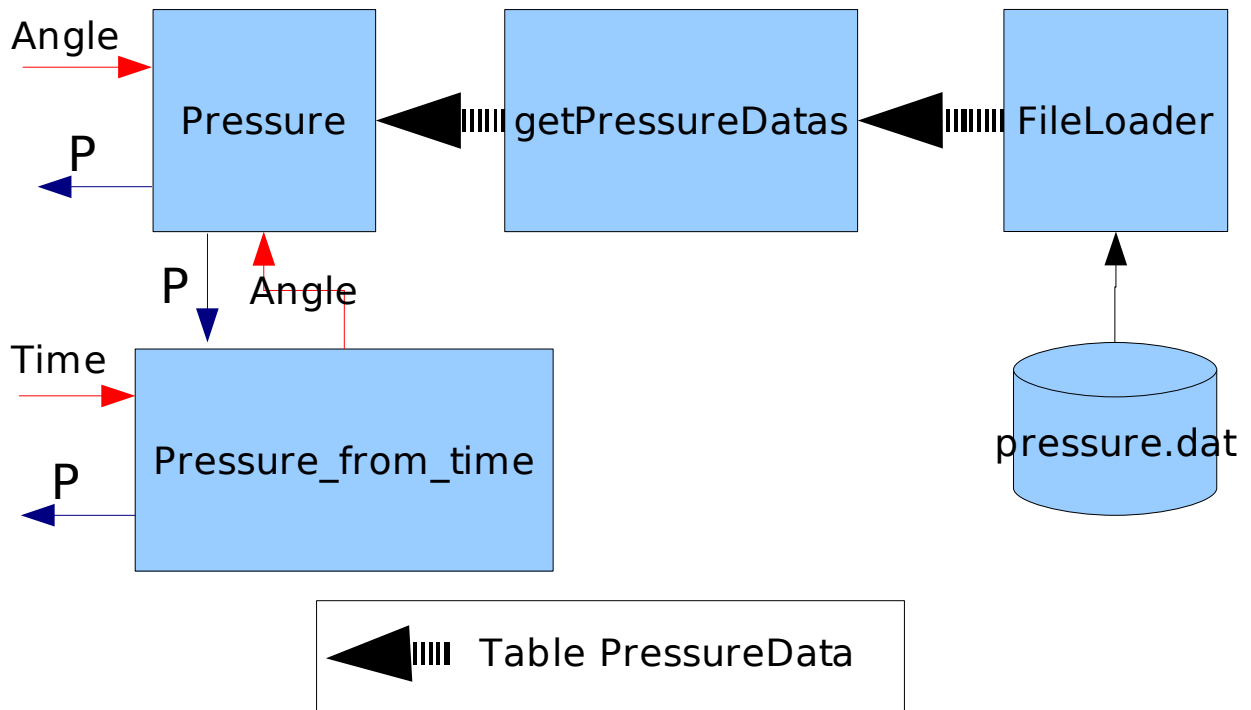 Angle
Pressure
getPressureDatas
FileLoader
P
P
Angle
Time
Pressure_from_time
pressure.dat
P
Table PressureData